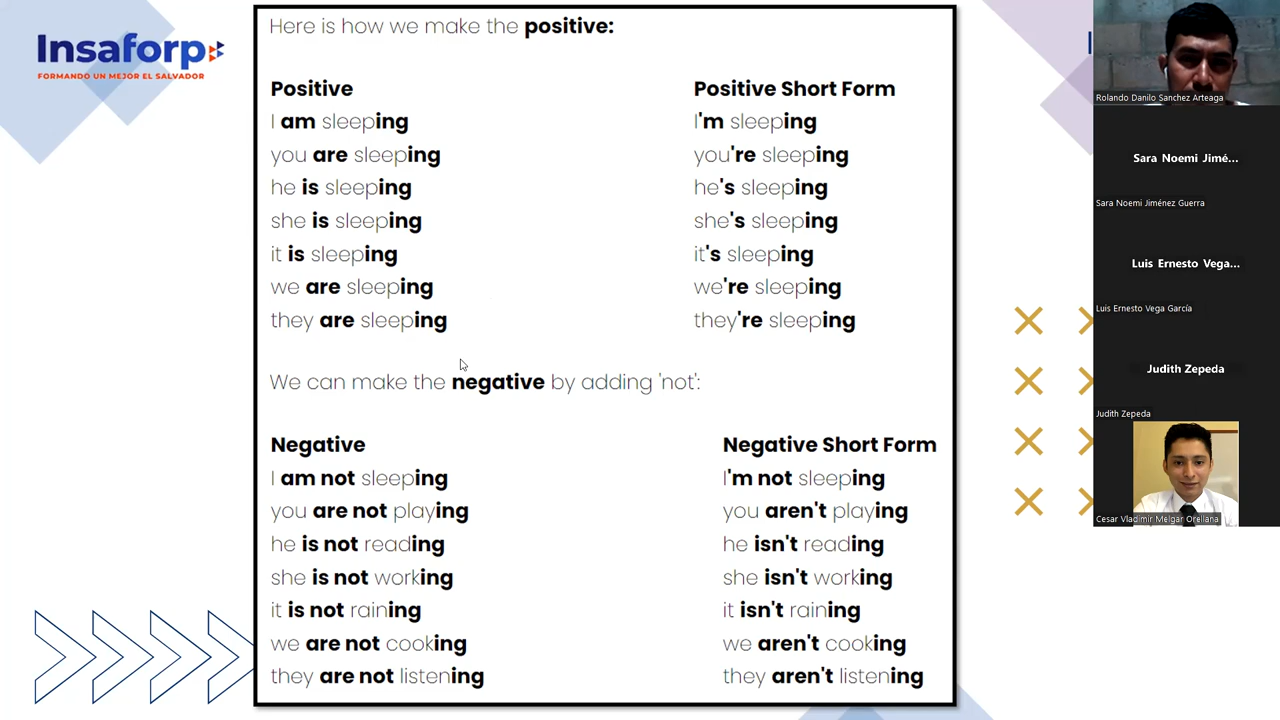 Insaforp
FORMANDO UN MEJOR EL SALVADOR
Here is how we make the positive:
Positive
I am sleeping
you are sleeping
he is sleeping
she is sleeping
it is sleeping
we are sleeping
they are sleeping
Positive Short Form
I'm sleeping
you're sleeping
he's sleeping
she's sleeping
it's sleeping
we're sleeping
they're sleeping
We can make the negative by adding 'not':
Negative
I am not sleeping
you are not playing
he is not reading
she is not working
it is not raining
we are not cooking
they are not listening
Negative Short Form
I'm not sleeping
you aren't playing
he isn't reading
she isn't working
it isn't raining
we aren't cooking
they aren't listening
Rolando Danilo Sanchez Arteaga
Sara Noemi Jimé...
Sara Noemi Jiménez Guerra
Luis Ernesto Vega...
Luis Ernesto Vega García
Judith Zepeda
Judith Zepeda
Cesar Vladimir Melgar Orellana